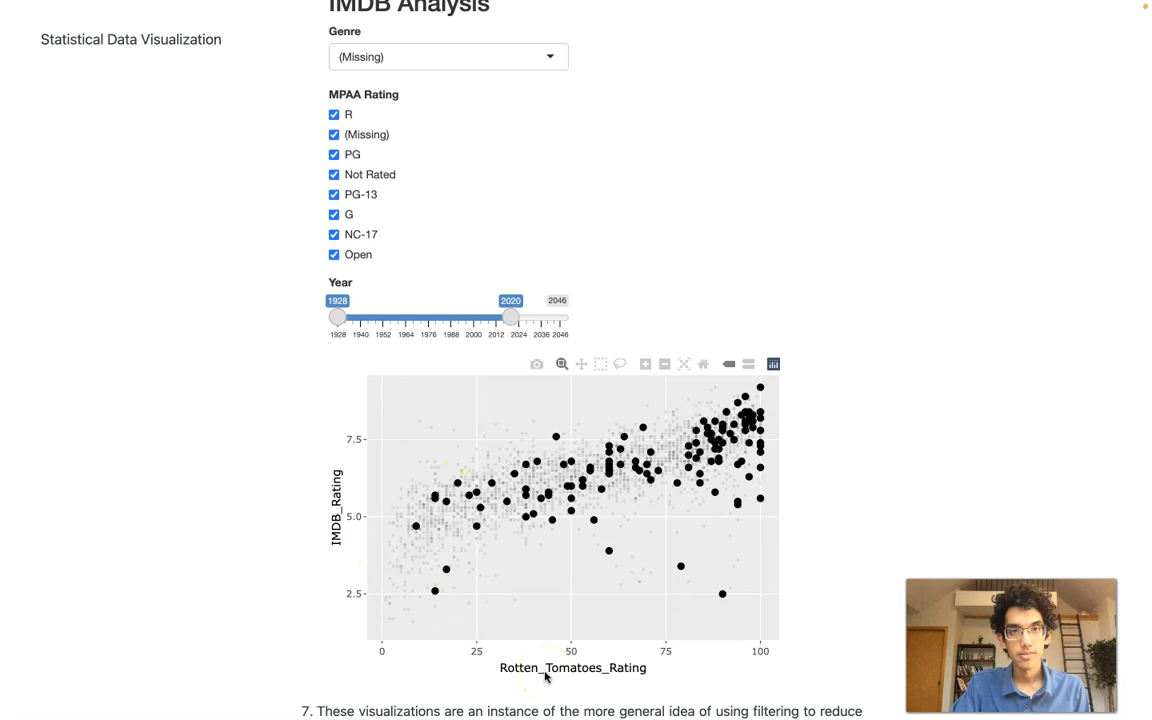 IMDB Analysis
Statistical Data Visualization
Genre
(Missing)
MPAA Rating
R
(Missing)
PG
Not Rated
PG-13
G
NC-17
Open
Year
1928 2020 2046
1928 1940 1952 1964 1976 1988 2000 2012 2024 2036 2046
7.5
5.0
2.5
IMDB_Rating
0 25 50 75 100
Rotten_Tomatoes_Rating
7. These visualizations are an instance of the more general idea of using filtering to reduce